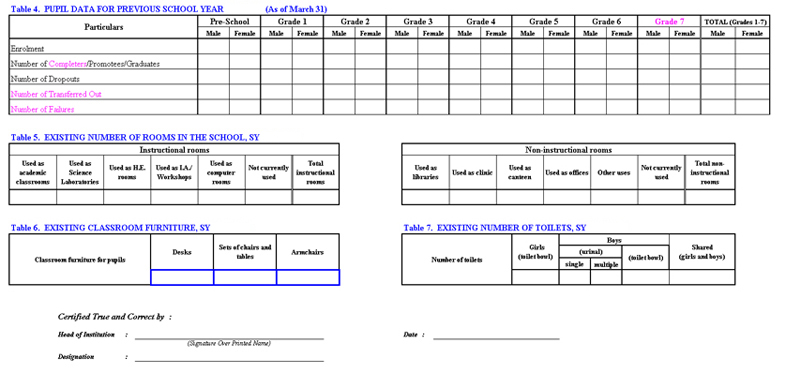 Table 4. PUPIL DATA FOR PREVIOUS SCHOOL YEAR (As of March 31)
Particulars Pre-School Grade 1 Grade 2 Grade 3 Grade 4 Grade 5 Grade 6 Grade 7 TOTAL (Grades 1-7)
Male Female Male Female Male Female Male Female Male Female Male Female Male Female Male Female Male Female
Enrolment
Number of Completers/Promotees/Graduates
Number of Dropouts
Number of Transferred Out
Number of Failures
Table 5. EXISTING NUMBER OF ROOMS IN THE SCHOOL, SY
Instructional rooms
Used as academic classrooms
Used as Science Laboratories
Used as H.E. rooms
Used as I.A./ Workshops
Used as computer rooms
Not currently used
Total instructional rooms
Non-instructional rooms
Used as libraries
Used as clinic
Used as canteen
Used as offices
Other uses
Not currently used
Total non-instructional rooms
Table 6. EXISTING CLASSROOM FURNITURE, SY
Classroom furniture for pupils
Desks
Sets of chairs and tables
Armchairs
Table 7. EXISTING NUMBER OF TOILETS, SY
Number of toilets
Girls (toilet bowl)
Boys
(urinal)
single multiple
(toilet bowl)
Shared (girls and boys)
Certified True and Correct by :
Head of Institution : Date :
(Signature Over Printed Name)
Designation :